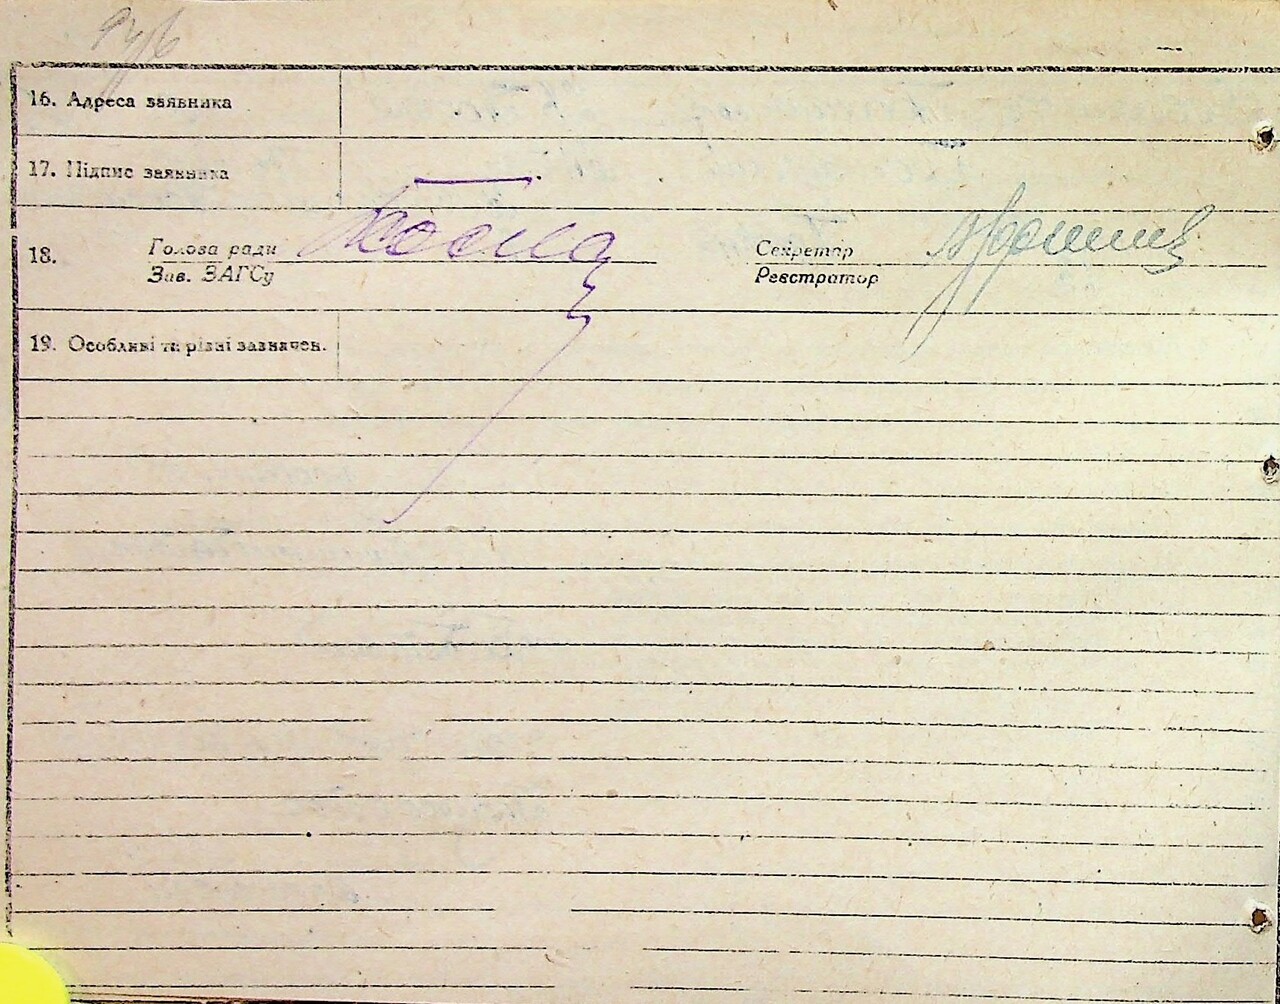 16. Адреса заявника
17. Підпис заявника
18. Голова ради
Зав. ЗАГСу
Секретар
Реєстратор
19. Особливі та різні зазначен.